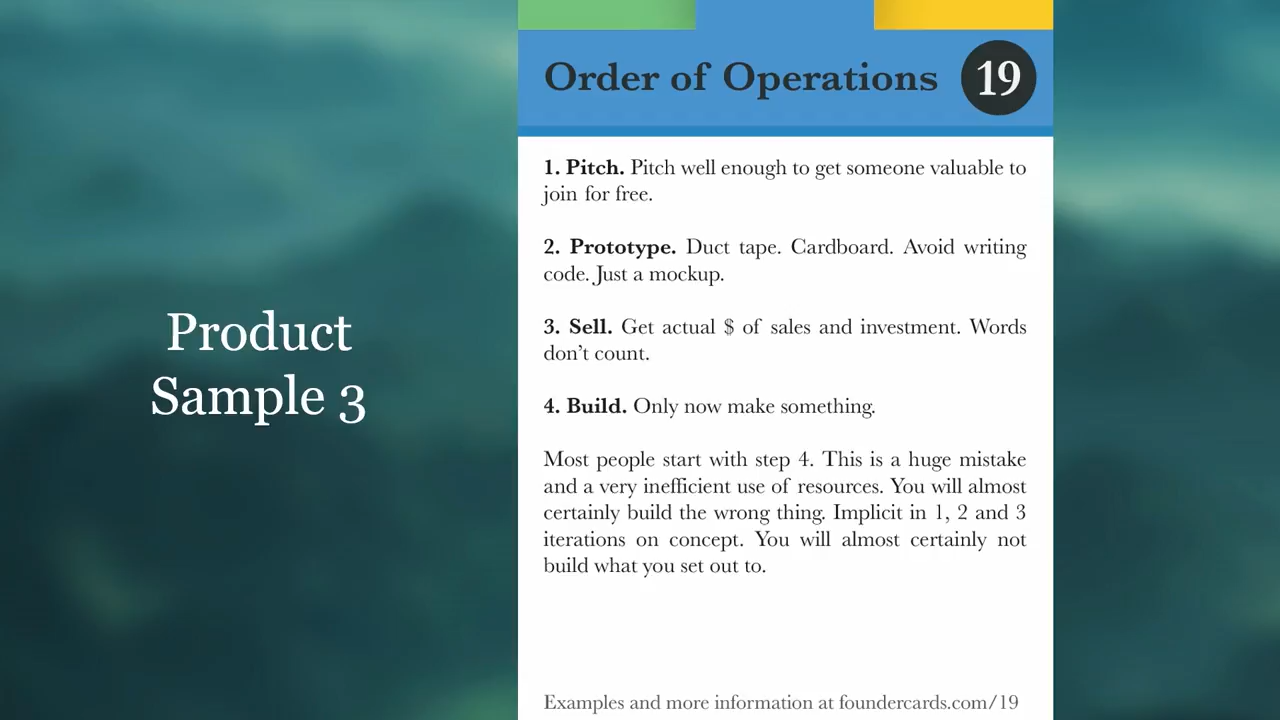 Product
Sample 3
Order of Operations
19
1. Pitch. Pitch well enough to get someone valuable to
join for free.
2. Prototype. Duct tape. Cardboard. Avoid writing
code. Just a mockup.
3. Sell. Get actual $ of sales and investment. Words
don’t count.
4. Build. Only now make something.
Most people start with step 4. This is a huge mistake
and a very inefficient use of resources. You will almost
certainly build the wrong thing. Implicit in 1, 2 and 3
iterations on concept. You will almost certainly not
build what you set out to.
Examples and more information at foundercards.com/19